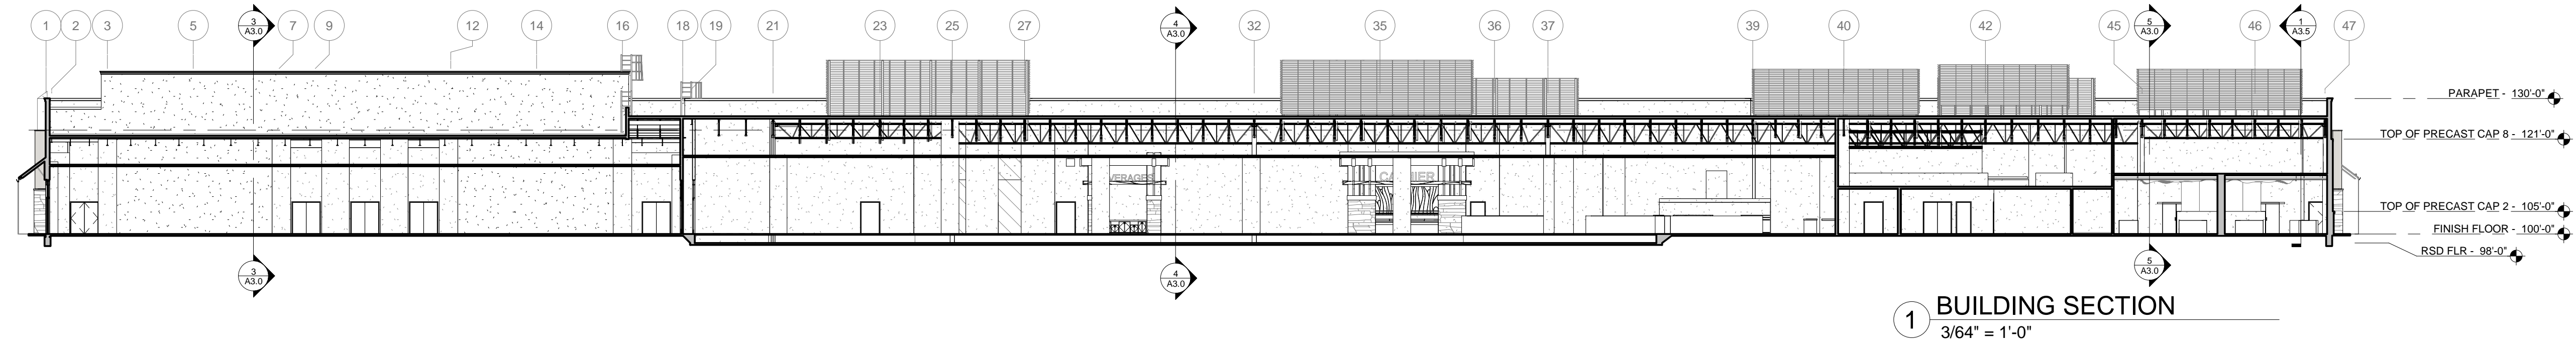 1 2 3 5 3 A3.0 7 9 12 14 16 18 19 21 23 25 27 4 A3.0 32 35 36 37 39 40 42 45 5 A3.0 46 1 A3.5 47
PARAPET - 130'-0"
TOP OF PRECAST CAP 8 - 121'-0"
VERAGES
TOP OF PRECAST CAP 2 - 105'-0"
FINISH FLOOR - 100'-0"
RSD FLR - 98'-0"
3 A3.0 4 A3.0 5 A3.0
1 BUILDING SECTION
3/64" = 1'-0"